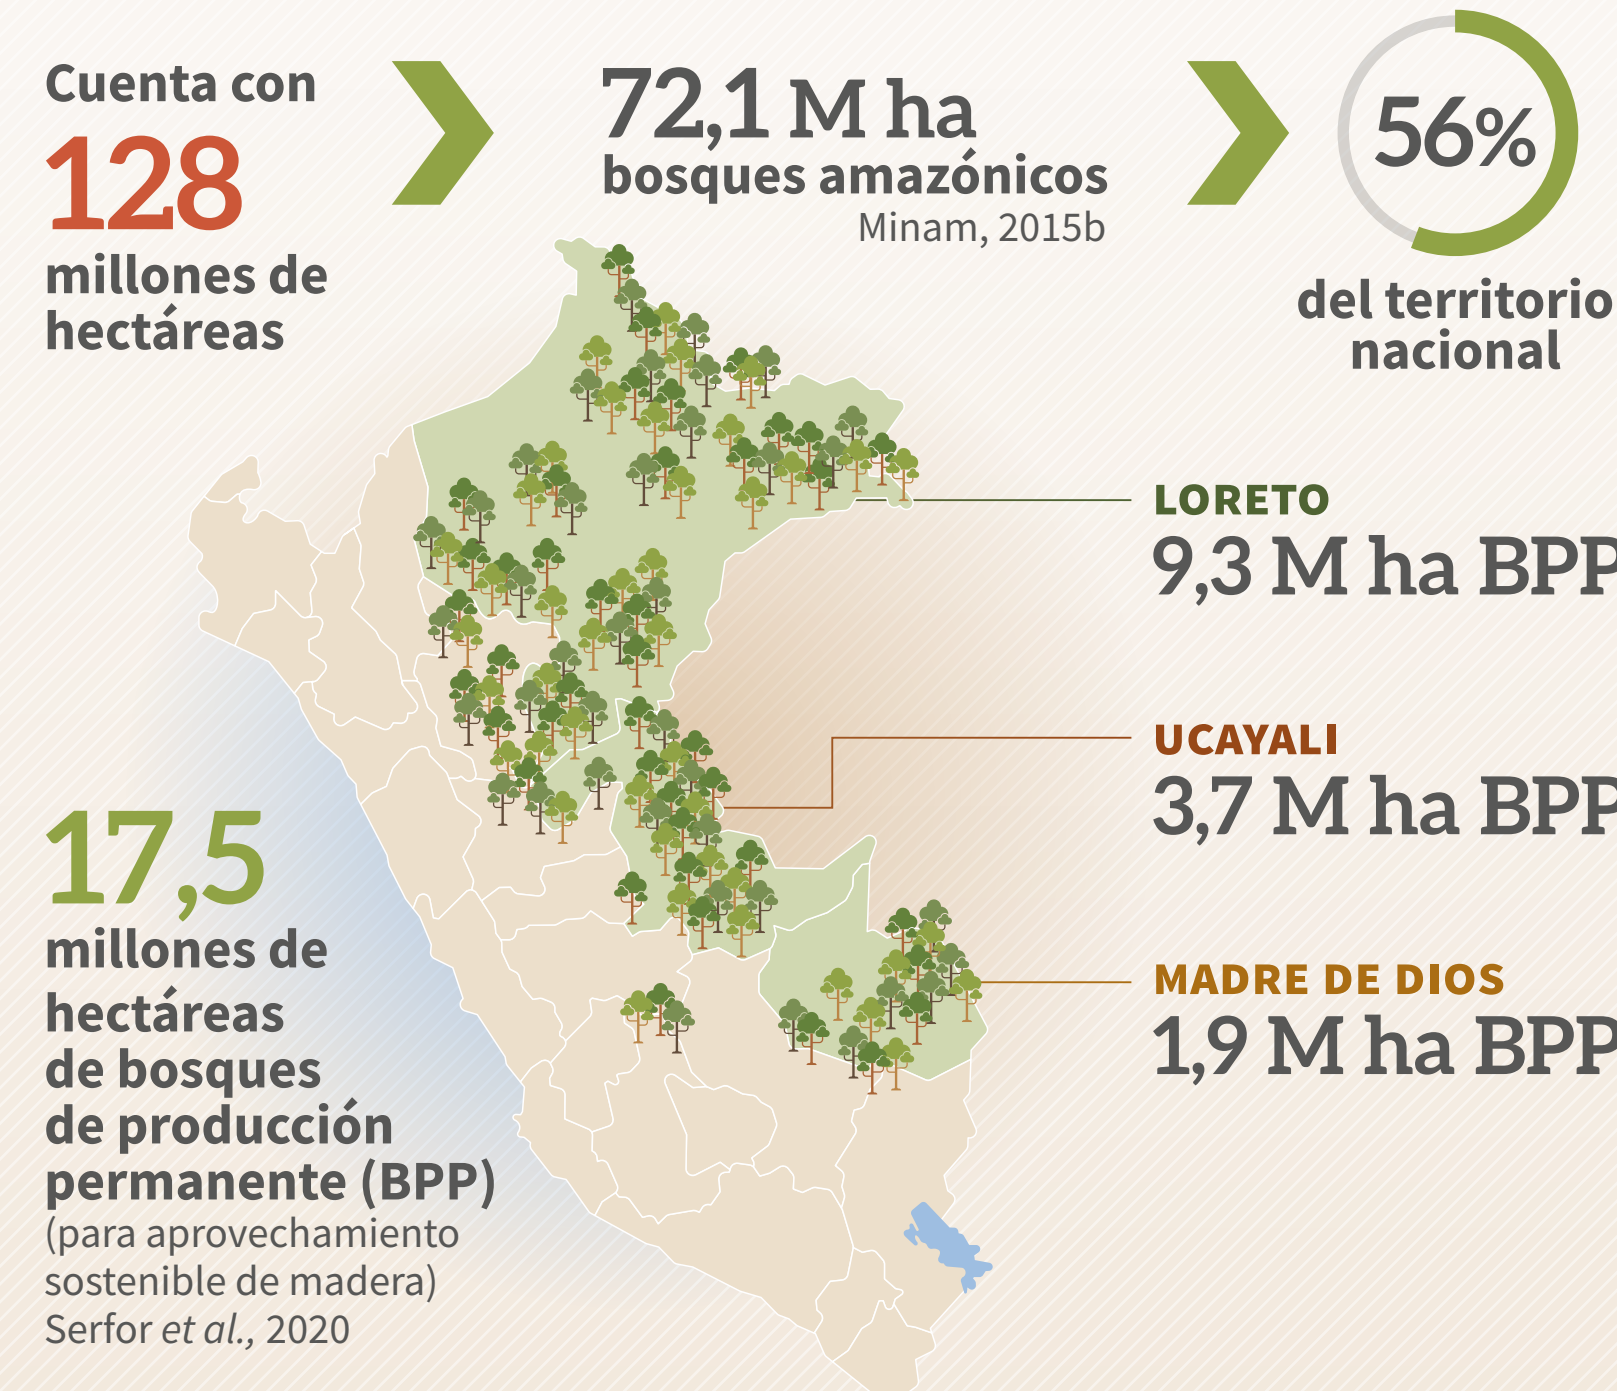 Cuenta con
128
millones de
hectáreas
72,1 M ha
bosques amazónicos
Minam, 2015b
56%
del territorio
nacional
LORETO
9,3 M ha BPP
UCAYALI
3,7 M ha BPP
MADRE DE DIOS
1,9 M ha BPP
17,5
millones de
hectáreas
de bosques
de producción
permanente (BPP)
(para aprovechamiento
sostenible de madera)
Serfor et al., 2020